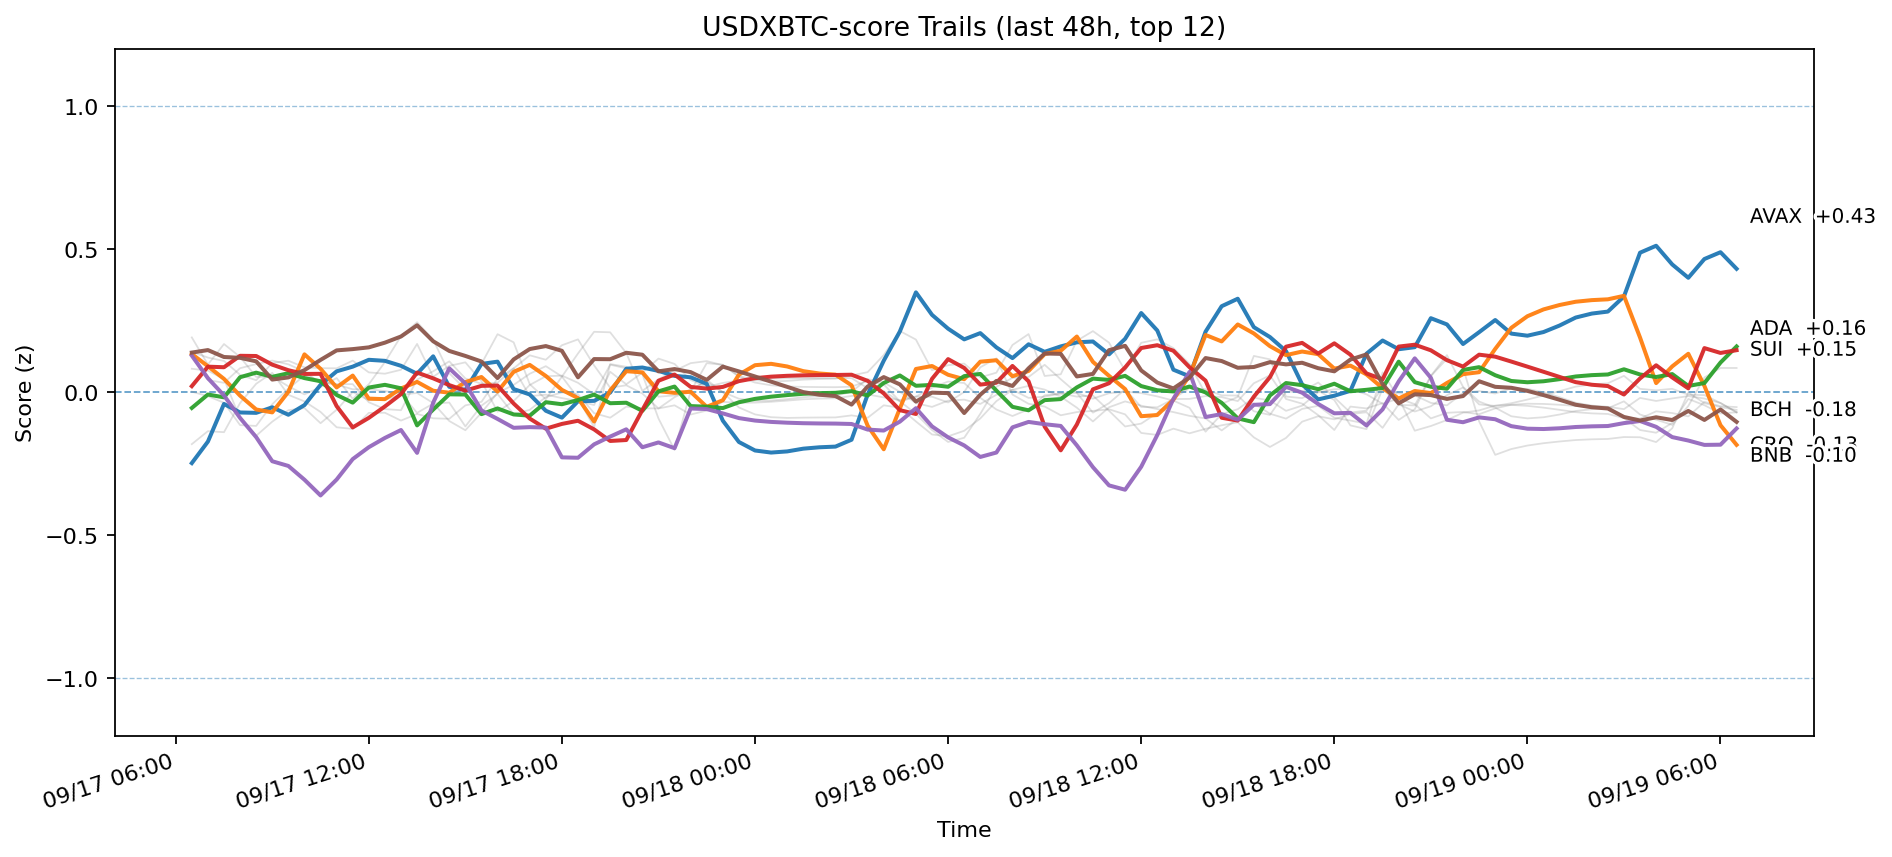 USDXBTC-score Trails (last 48h, top 12)
1.0
0.5
0.0
−0.5
−1.0
Score (z)
AVAX +0.43
ADA +0.16
SUI +0.15
BCH -0.18
CRO -0.13
BNB -0.10
09/17 06:00
09/17 12:00
09/17 18:00
09/18 00:00
09/18 06:00
09/18 12:00
09/18 18:00
09/19 00:00
09/19 06:00
Time